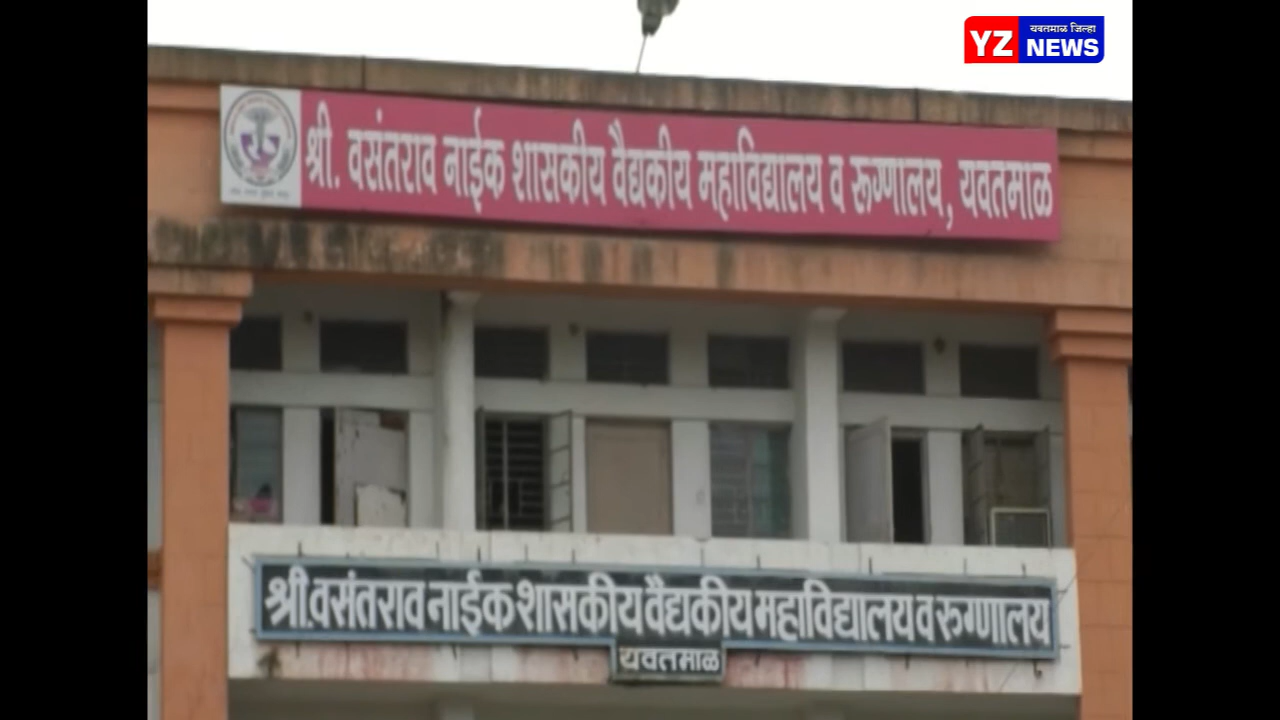 यवतमाळ जिल्हा
YZ NEWS
श्री. वसंतराव नाईक शासकीय वैद्यकीय महाविद्यालय व रूग्णालय, यवतमाळ
श्री.वसंतराव नाईक शासकीय वैद्यकीय महाविद्यालय व रुग्णालय
यवतमाळ